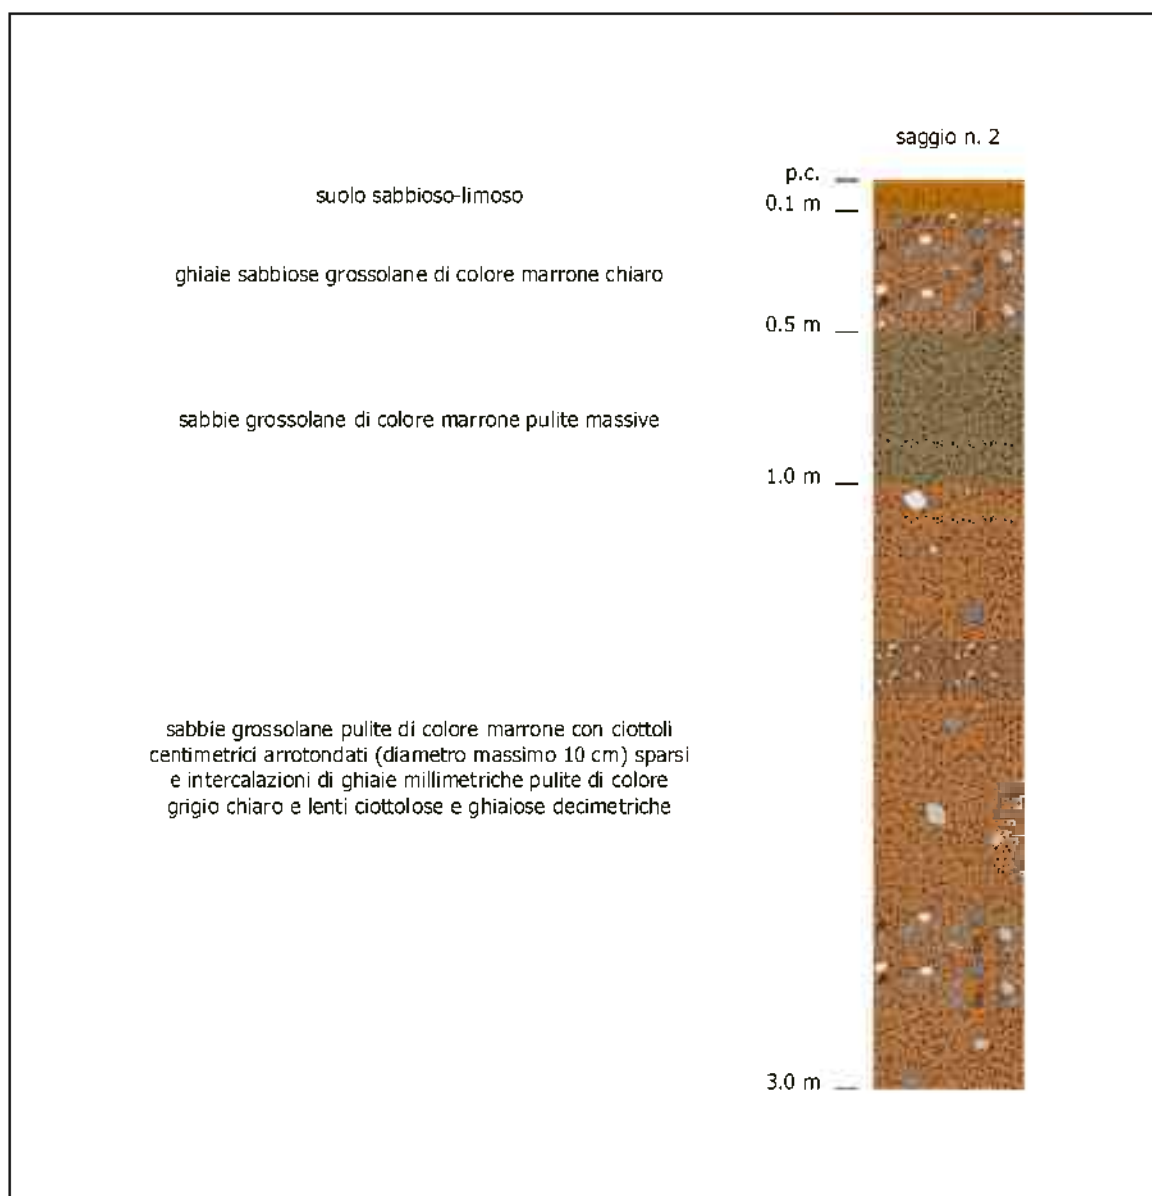 saggio n. 2
p.c.
suolo sabbioso-limoso
0.1 m
ghiaie sabbiose grossolane di colore marrone chiaro
0.5 m
sabbie grossolane di colore marrone pulite massive
1.0 m
sabbie grossolane pulite di colore marrone con ciottoli
centimetrici arrotondati (diametro massimo 10 cm) sparsi
e intercalazioni di ghiaie millimetriche pulite di colore
grigio chiaro e lenti ciottolose e ghiaiose decimetriche
3.0 m